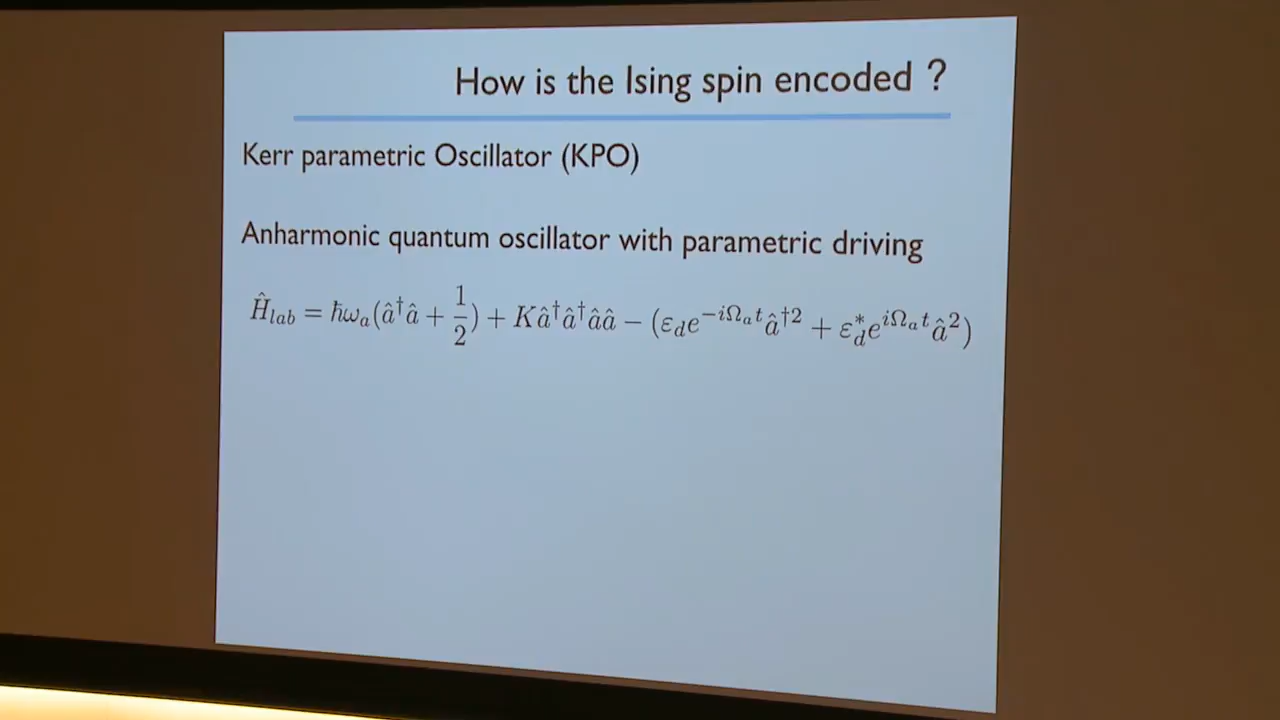 How is the Ising spin encoded ?
Kerr parametric Oscillator (KPO)
Anharmonic quantum oscillator with parametric driving
Ĥ_lab = ħω_a(â†â + 1/2) + Kâ†â†ââ − (ε_d e^{−iΩ_a t} â^{†2} + ε_d^* e^{iΩ_a t} â^2)